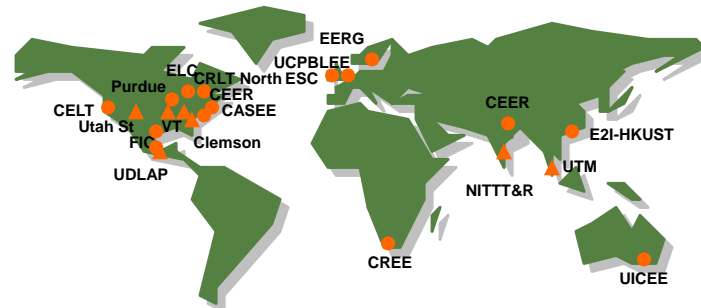 EERG
ELC
UCPBLEE
Purdue
CRLT North
ESC
CEER
CELT
CASEE
CEER
Utah St
VT
E2I-HKUST
FIC
Clemson
UDLAP
NITTT&R
UTM
CREE
UICEE